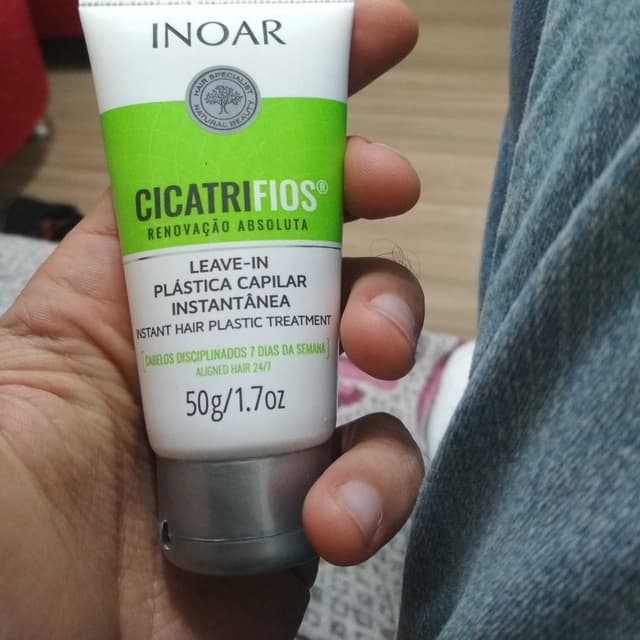 INOAR
HAIR SPECIALIST
NATURAL BEAUTY
CICATRIFIOS®
RENOVAÇÃO ABSOLUTA
LEAVE-IN
PLÁSTICA CAPILAR
INSTANTÂNEA
INSTANT HAIR PLASTIC TREATMENT
[CABELOS DISCIPLINADOS 7 DIAS DA SEMANA]
ALIGNED HAIR 24/7
50g/1.7oz